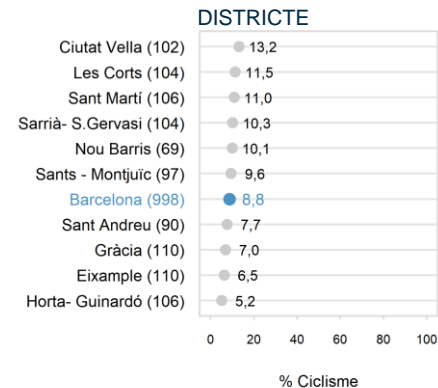 DISTRICTE
Ciutat Vella (102) 13,2
Les Corts (104) 11,5
Sant Martí (106) 11,0
Sarrià- S.Gervasi (104) 10,3
Nou Barris (69) 10,1
Sants - Montjuïc (97) 9,6
Barcelona (998) 8,8
Sant Andreu (90) 7,7
Gràcia (110) 7,0
Eixample (110) 6,5
Horta- Guinardó (106) 5,2
0 20 40 60 80 100
% Ciclisme